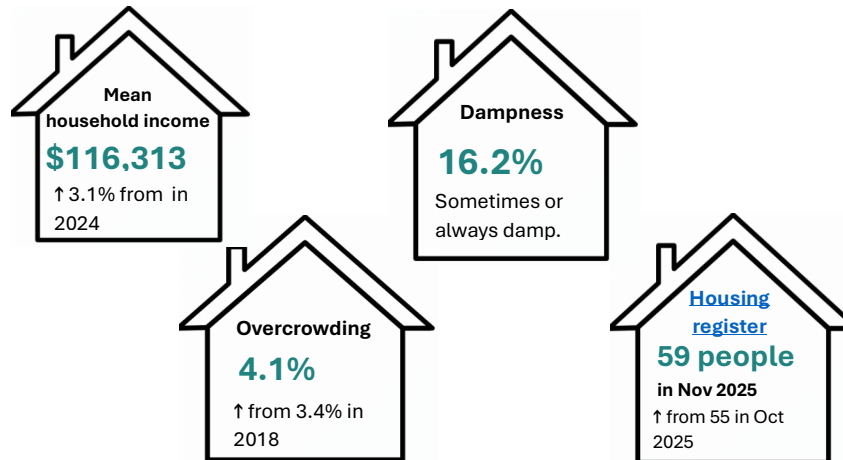 Mean
household income
$116,313
↑ 3.1% from  in
2024
Dampness
16.2%
Sometimes or
always damp.
Overcrowding
4.1%
↑ from 3.4% in
2018
Housing
register
59 people
in Nov 2025
↑ from 55 in Oct
2025